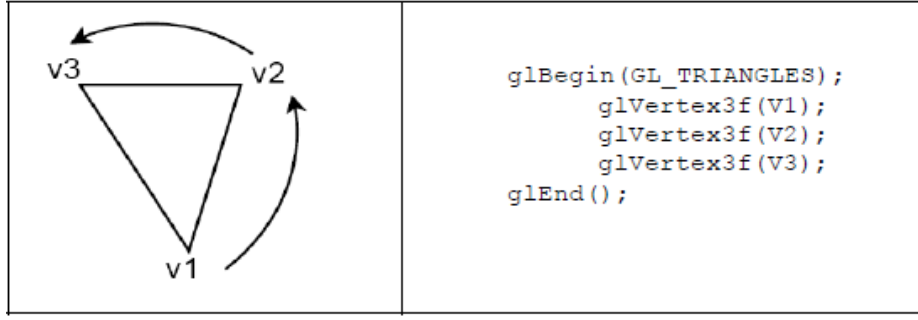 v3
v2
v1
glBegin(GL_TRIANGLES);
glVertex3f(V1);
glVertex3f(V2);
glVertex3f(V3);
glEnd();